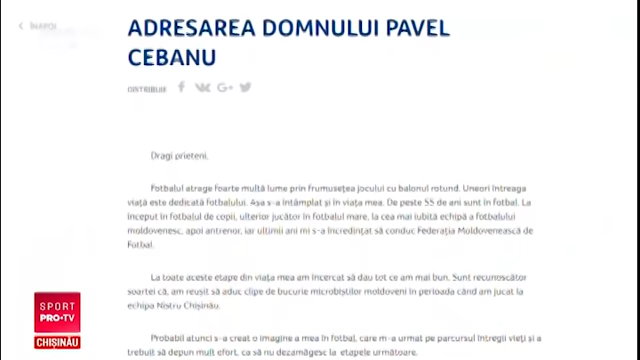 ÎNAPOI
ADRESAREA DOMNULUI PAVEL
CEBANU
DISTRIBUIE
Dragi prieteni,
Fotbalul atrage foarte multă lume prin frumusețea jocului cu balonul rotund. Uneori întreaga
viață este dedicată fotbalului. Așa s-a întâmplat și în viața mea. De peste 55 de ani sunt în fotbal. La
început în fotbalul de copii, ulterior jucător în fotbalul mare, la cea mai iubită echipă a fotbalului
moldovenesc, apoi antrenor, iar ultimii ani mi s-a încredințat să conduc Federația Moldovenească de
Fotbal.
La toate aceste etape din viața mea am încercat să dau tot ce am mai bun. Sunt recunoscător
soartei că, am reușit să aduc clipe de bucurie microbiștilor moldoveni în perioada când am jucat la
echipa Nistru Chișinău.
Probabil atunci s-a creat o imagine a mea în fotbal, care m-a urmat pe parcursul întregii vieți și a
trebuit să depun mult efort, ca să nu dezamăgesc la etapele următoare.
SPORT
PRO•TV
CHIȘINĂU